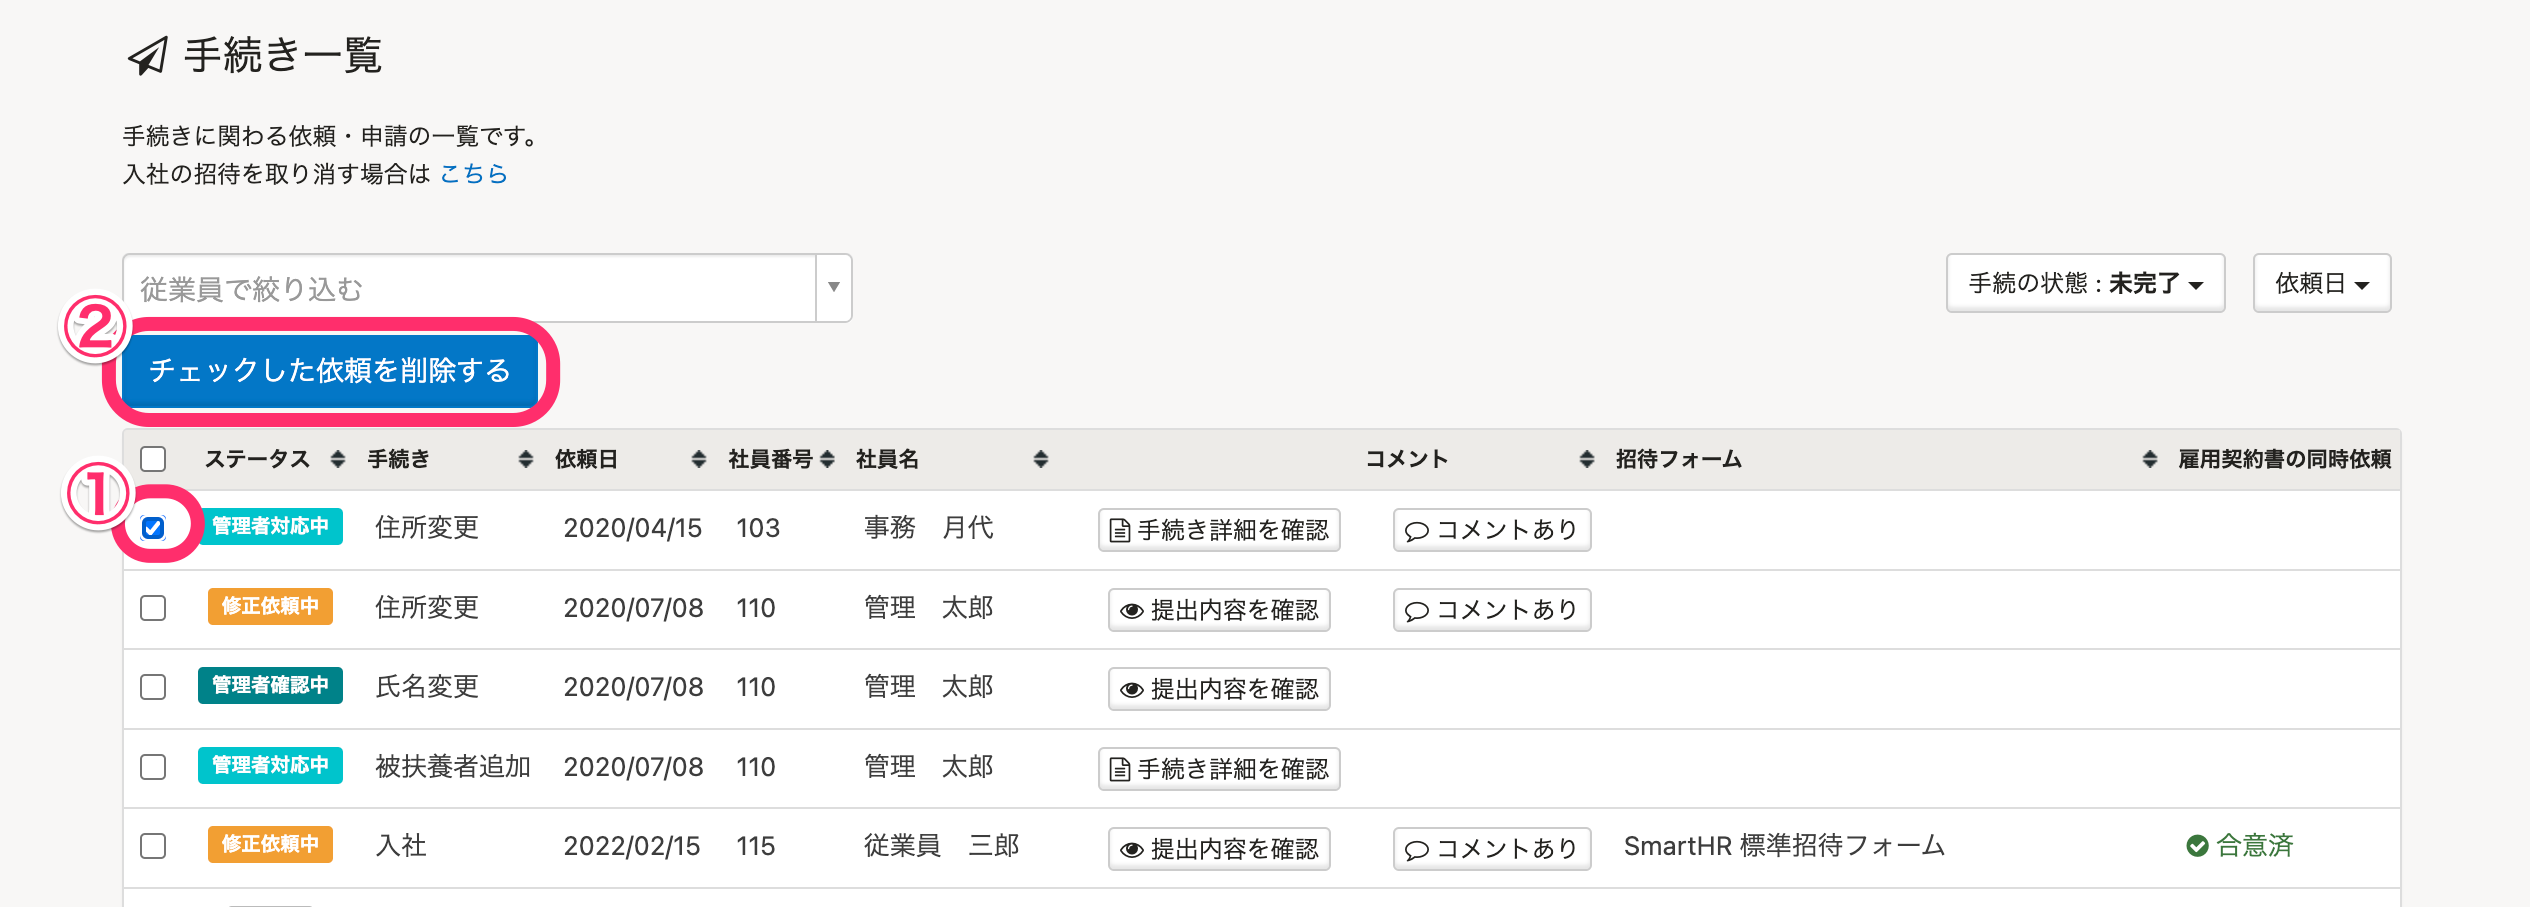 手続き一覧
手続きに関わる依頼・申請の一覧です。
入社の招待を取り消す場合は こちら
従業員で絞り込む
手続の状態 : 未完了
依頼日
②
チェックした依頼を削除する
ステータス 手続き 依頼日 社員番号 社員名 コメント 招待フォーム 雇用契約書の同時依頼
①
管理者対応中 住所変更 2020/04/15 103 事務 月代 手続き詳細を確認 コメントあり
修正依頼中 住所変更 2020/07/08 110 管理 太郎 提出内容を確認 コメントあり
管理者確認中 氏名変更 2020/07/08 110 管理 太郎 提出内容を確認
管理者対応中 被扶養者追加 2020/07/08 110 管理 太郎 手続き詳細を確認
修正依頼中 入社 2022/02/15 115 従業員 三郎 提出内容を確認 コメントあり SmartHR 標準招待フォーム 合意済